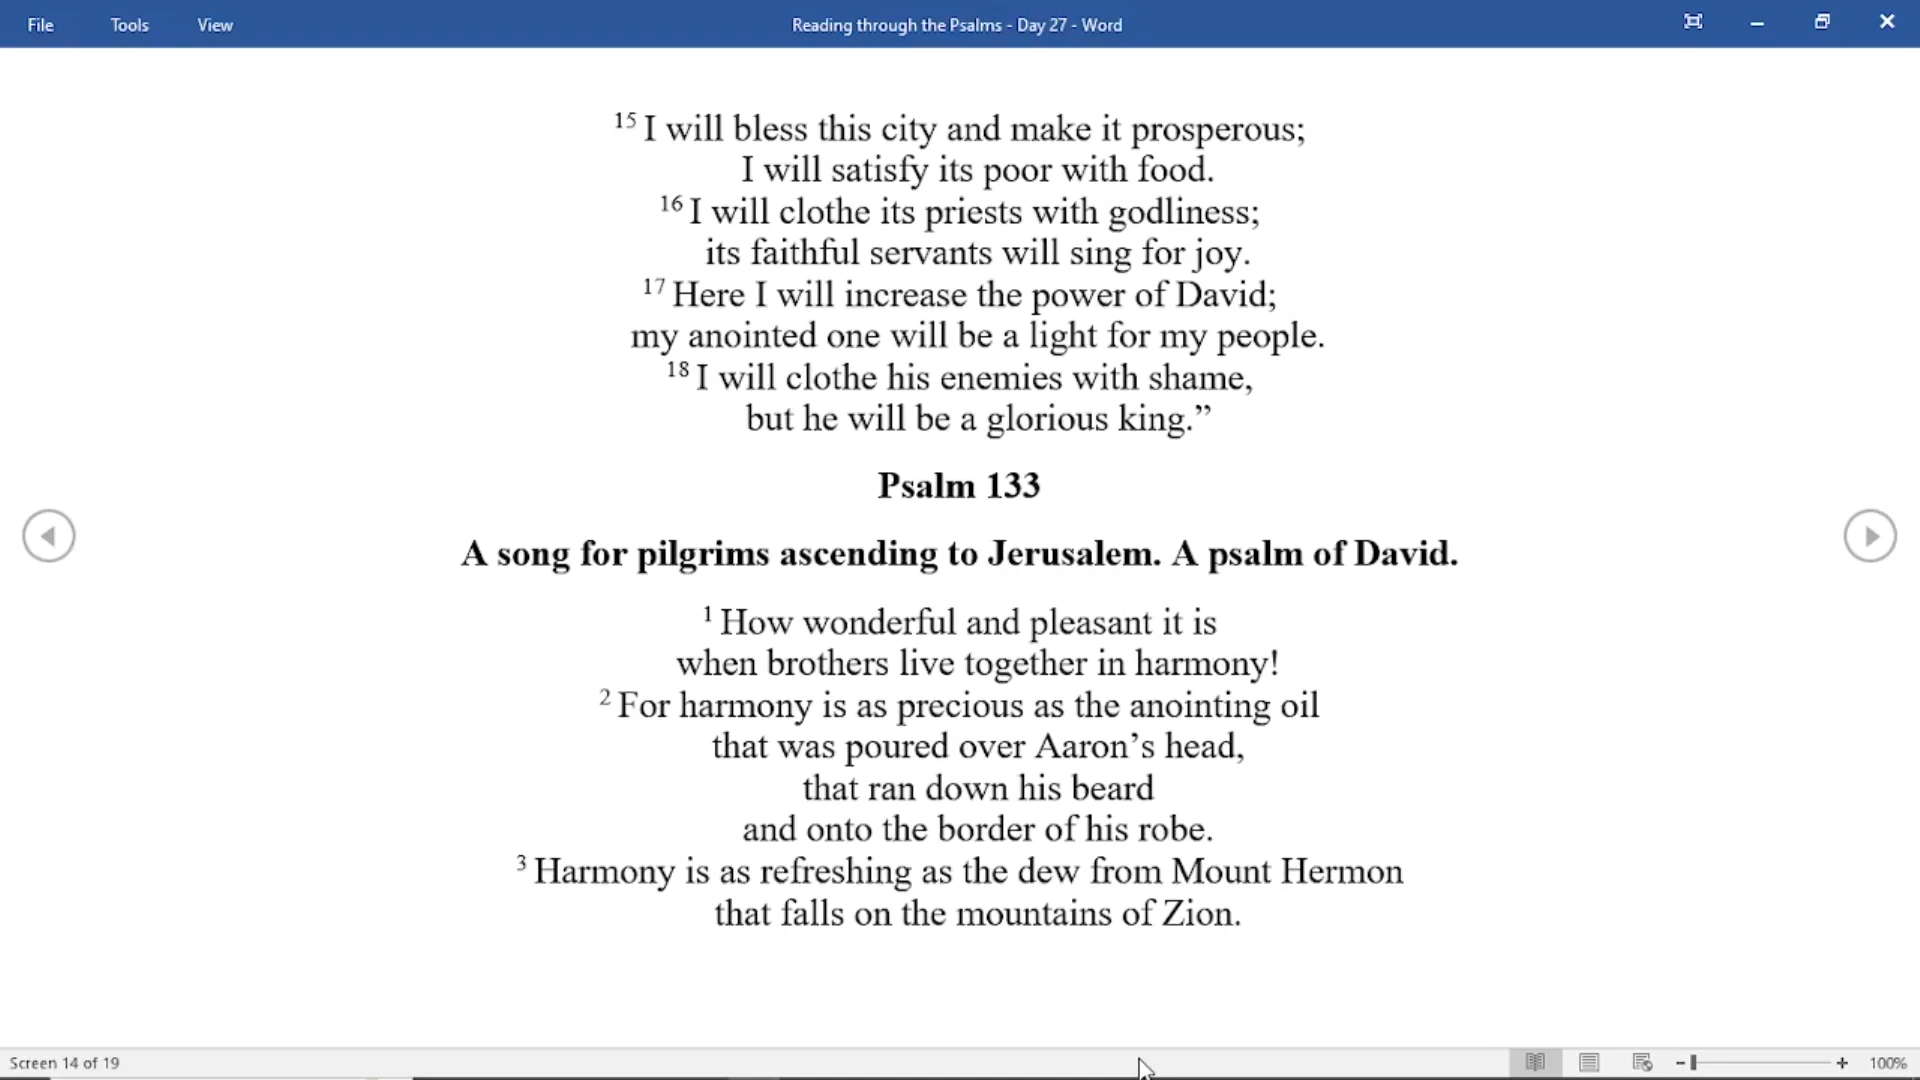 File Tools View Reading through the Psalms - Day 27 - Word
15 I will bless this city and make it prosperous;
I will satisfy its poor with food.
16 I will clothe its priests with godliness;
its faithful servants will sing for joy.
17 Here I will increase the power of David;
my anointed one will be a light for my people.
18 I will clothe his enemies with shame,
but he will be a glorious king.”
Psalm 133
A song for pilgrims ascending to Jerusalem. A psalm of David.
1 How wonderful and pleasant it is
when brothers live together in harmony!
2 For harmony is as precious as the anointing oil
that was poured over Aaron’s head,
that ran down his beard
and onto the border of his robe.
3 Harmony is as refreshing as the dew from Mount Hermon
that falls on the mountains of Zion.
Screen 14 of 19 100%